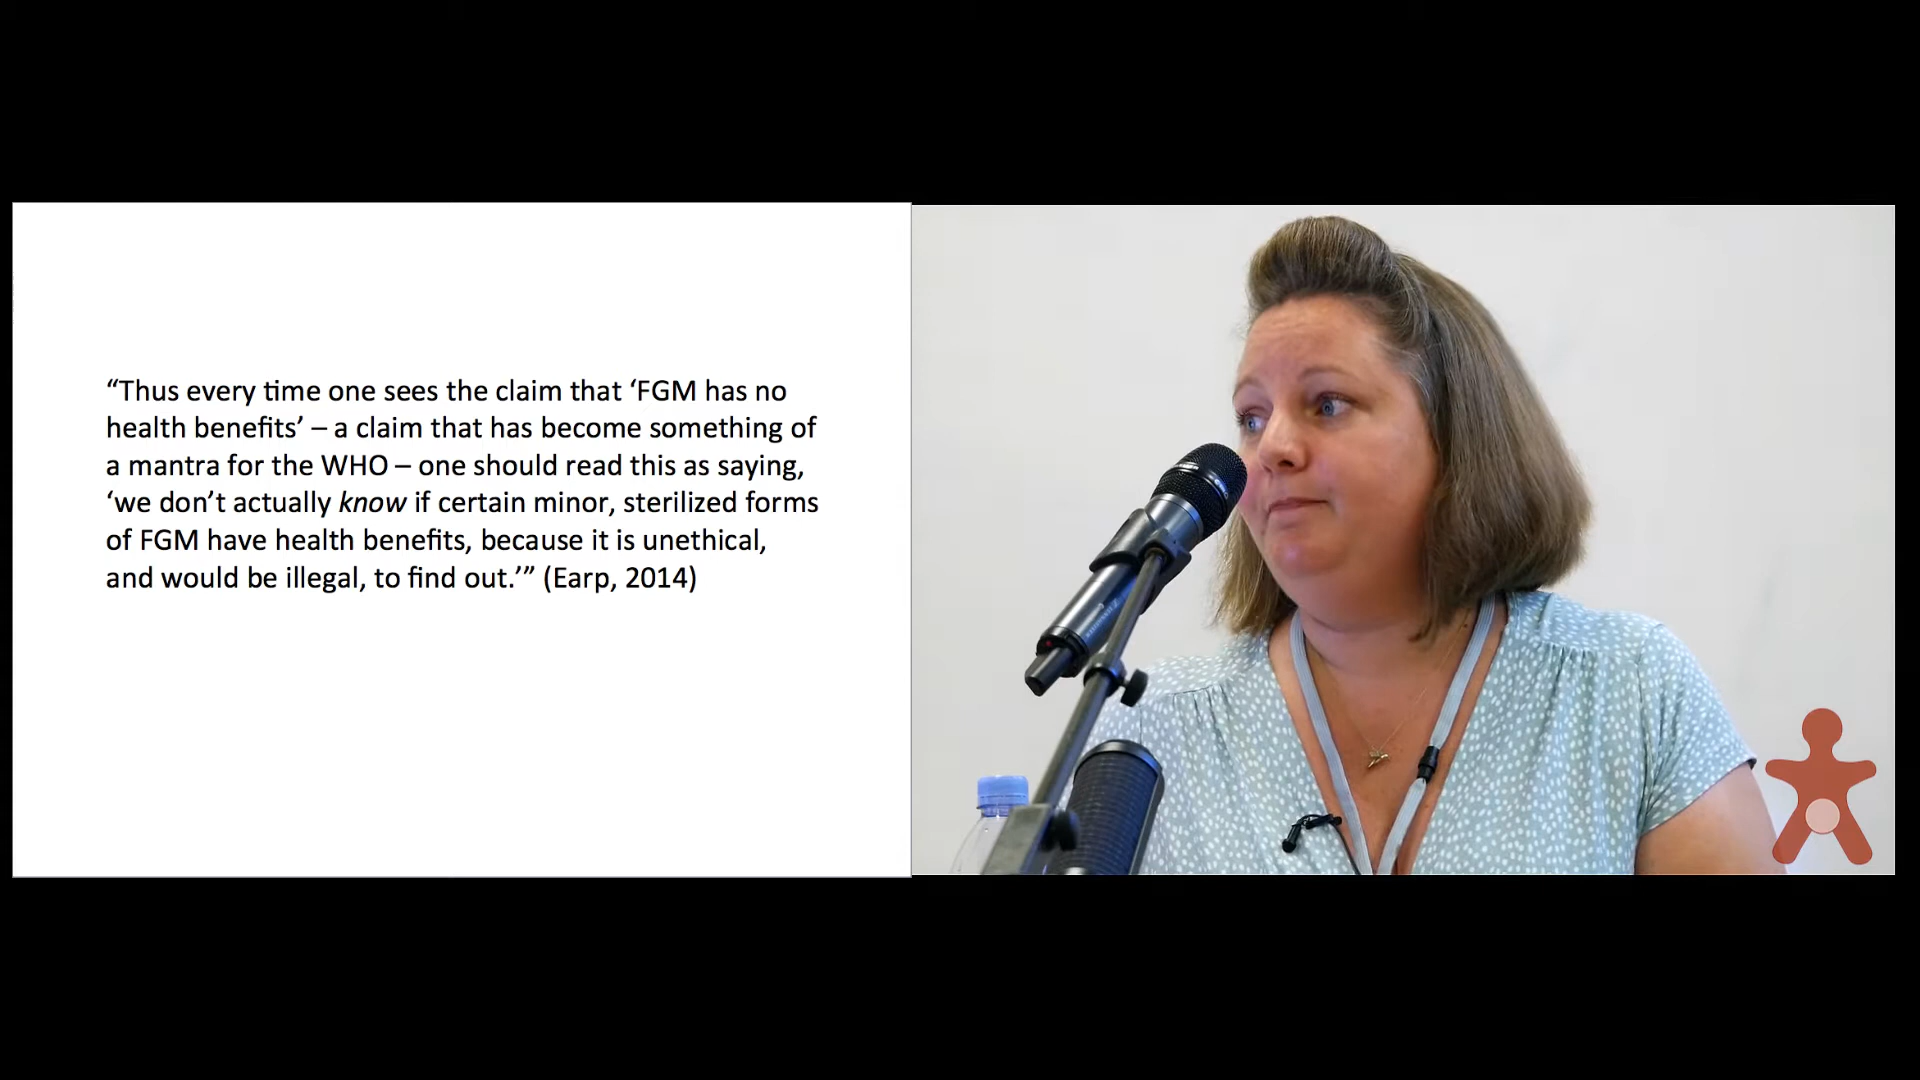 “Thus every time one sees the claim that ‘FGM has no
health benefits’ – a claim that has become something of
a mantra for the WHO – one should read this as saying,
‘we don’t actually know if certain minor, sterilized forms
of FGM have health benefits, because it is unethical,
and would be illegal, to find out.’” (Earp, 2014)